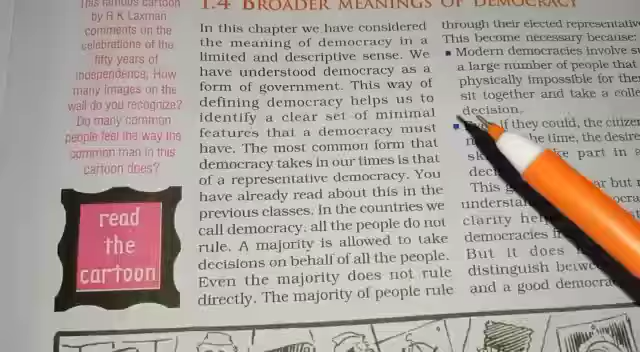 This famous cartoon
by R K Laxman
comments on the
celebrations of the
fifty years of
independence. How
many images on the
wall do you recognize?
Do many common
people feel the way the
common man in this
cartoon does?
read
the
cartoon
1.4 BROADER MEANINGS OF DEMOCRACY
In this chapter we have considered
the meaning of democracy in a
limited and descriptive sense. We
have understood democracy as a
form of government. This way of
defining democracy helps us to
identify a clear set of minimal
features that a democracy must
have. The most common form that
democracy takes in our times is that
of a representative democracy. You
have already read about this in the
previous classes. In the countries we
call democracy, all the people do not
rule. A majority is allowed to take
decisions on behalf of all the people.
Even the majority does not rule
directly. The majority of people rule
through their elected
This become necessary because:
Modern democracies involve
a large number of people that
physically impossible for
sit together and take a
decision.
If they could, the
the time, the
part in
This
but
clarity
democracies
But it does
distinguish
and a good